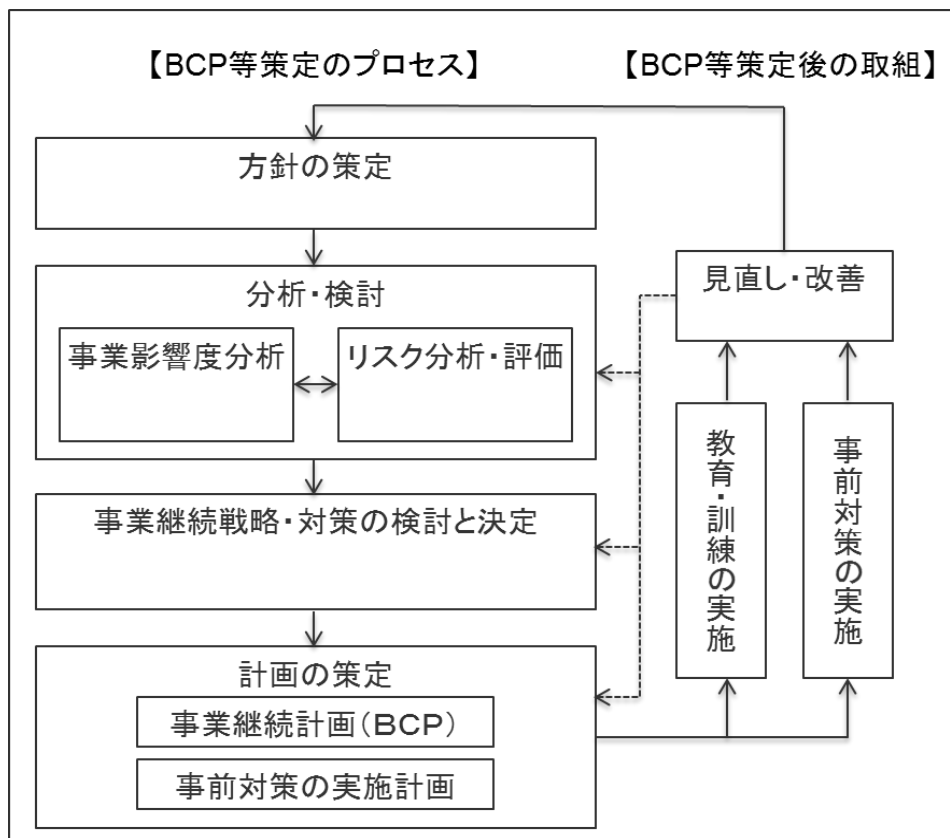 【BCP等策定のプロセス】
【BCP等策定後の取組】
方針の策定
分析・検討
事業影響度分析
リスク分析・評価
事業継続戦略・対策の検討と決定
計画の策定
事業継続計画（ＢＣＰ）
事前対策の実施計画
見直し・改善
教育・訓練の実施
事前対策の実施